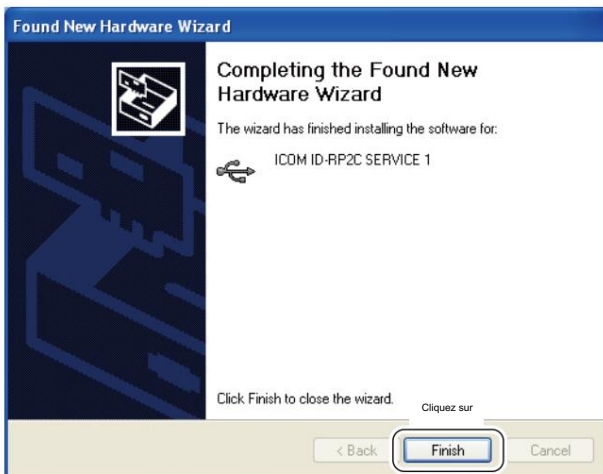 Found New Hardware Wizard
Completing the Found New
Hardware Wizard
The wizard has finished installing the software for:
ICOM ID-RP2C SERVICE 1
Click Finish to close the wizard.
Cliquez sur
< Back
Finish
Cancel